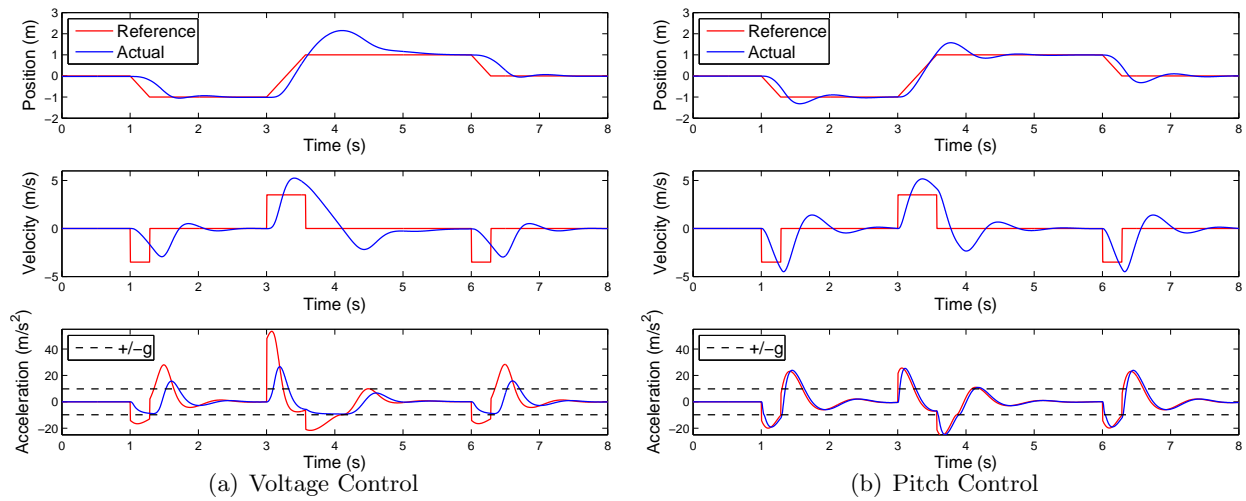 3
2
1
0
−1
−2
Position (m)
Reference
Actual
0 1 2 3 4 5 6 7 8
Time (s)
5
0
−5
Velocity (m/s)
0 1 2 3 4 5 6 7 8
Time (s)
40
20
0
−20
Acceleration (m/s²)
+/−g
0 1 2 3 4 5 6 7 8
Time (s)
(a) Voltage Control
3
2
1
0
−1
−2
Position (m)
Reference
Actual
0 1 2 3 4 5 6 7 8
Time (s)
5
0
−5
Velocity (m/s)
0 1 2 3 4 5 6 7 8
Time (s)
40
20
0
−20
Acceleration (m/s²)
+/−g
0 1 2 3 4 5 6 7 8
Time (s)
(b) Pitch Control